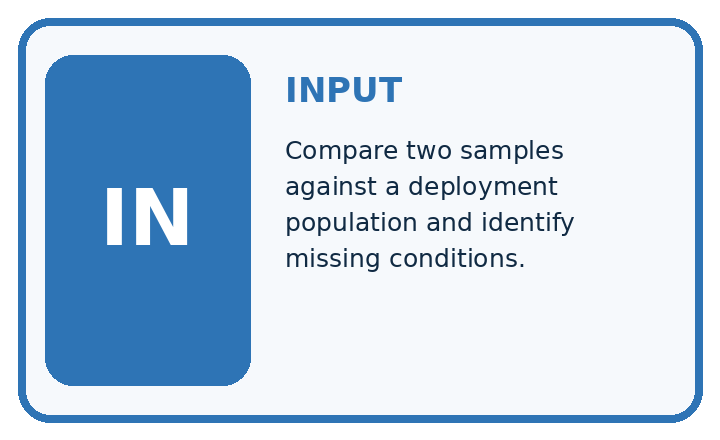 IN
INPUT
Compare two samples
against a deployment
population and identify
missing conditions.